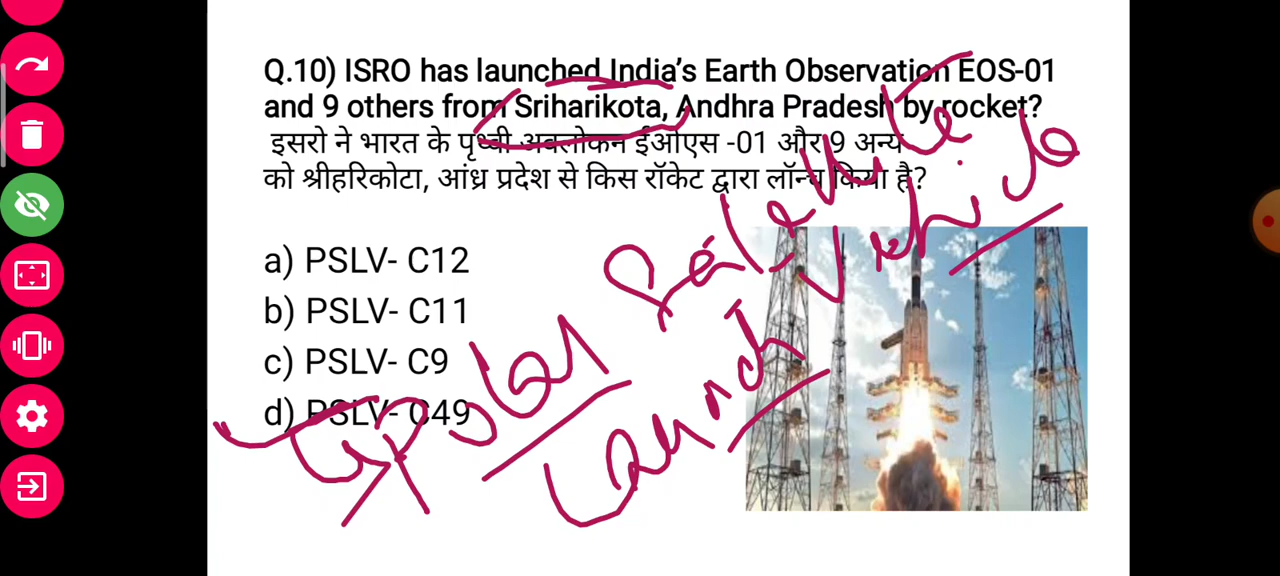 Q.10) ISRO has launched India's Earth Observation EOS-01
and 9 others from Sriharikota, Andhra Pradesh by rocket?
इसरो ने भारत के पृथ्वी अवलोकन ईओएस -01 और 9 अन्य
को श्रीहरिकोटा, आंध्र प्रदेश से किस रॉकेट द्वारा लॉन्च किया है?
a) PSLV- C12
b) PSLV- C11
c) PSLV- C9
d) PSLV- C49
Polar Satellite
Launch Vehicle